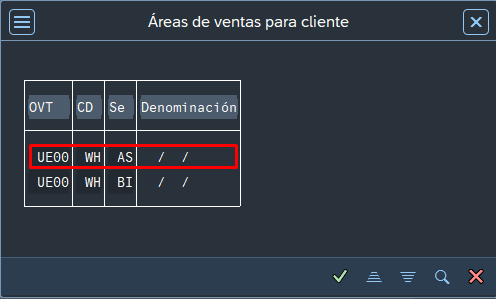 Áreas de ventas para cliente
OVT CD Se Denominación
UE00 WH AS / /
UE00 WH BI / /